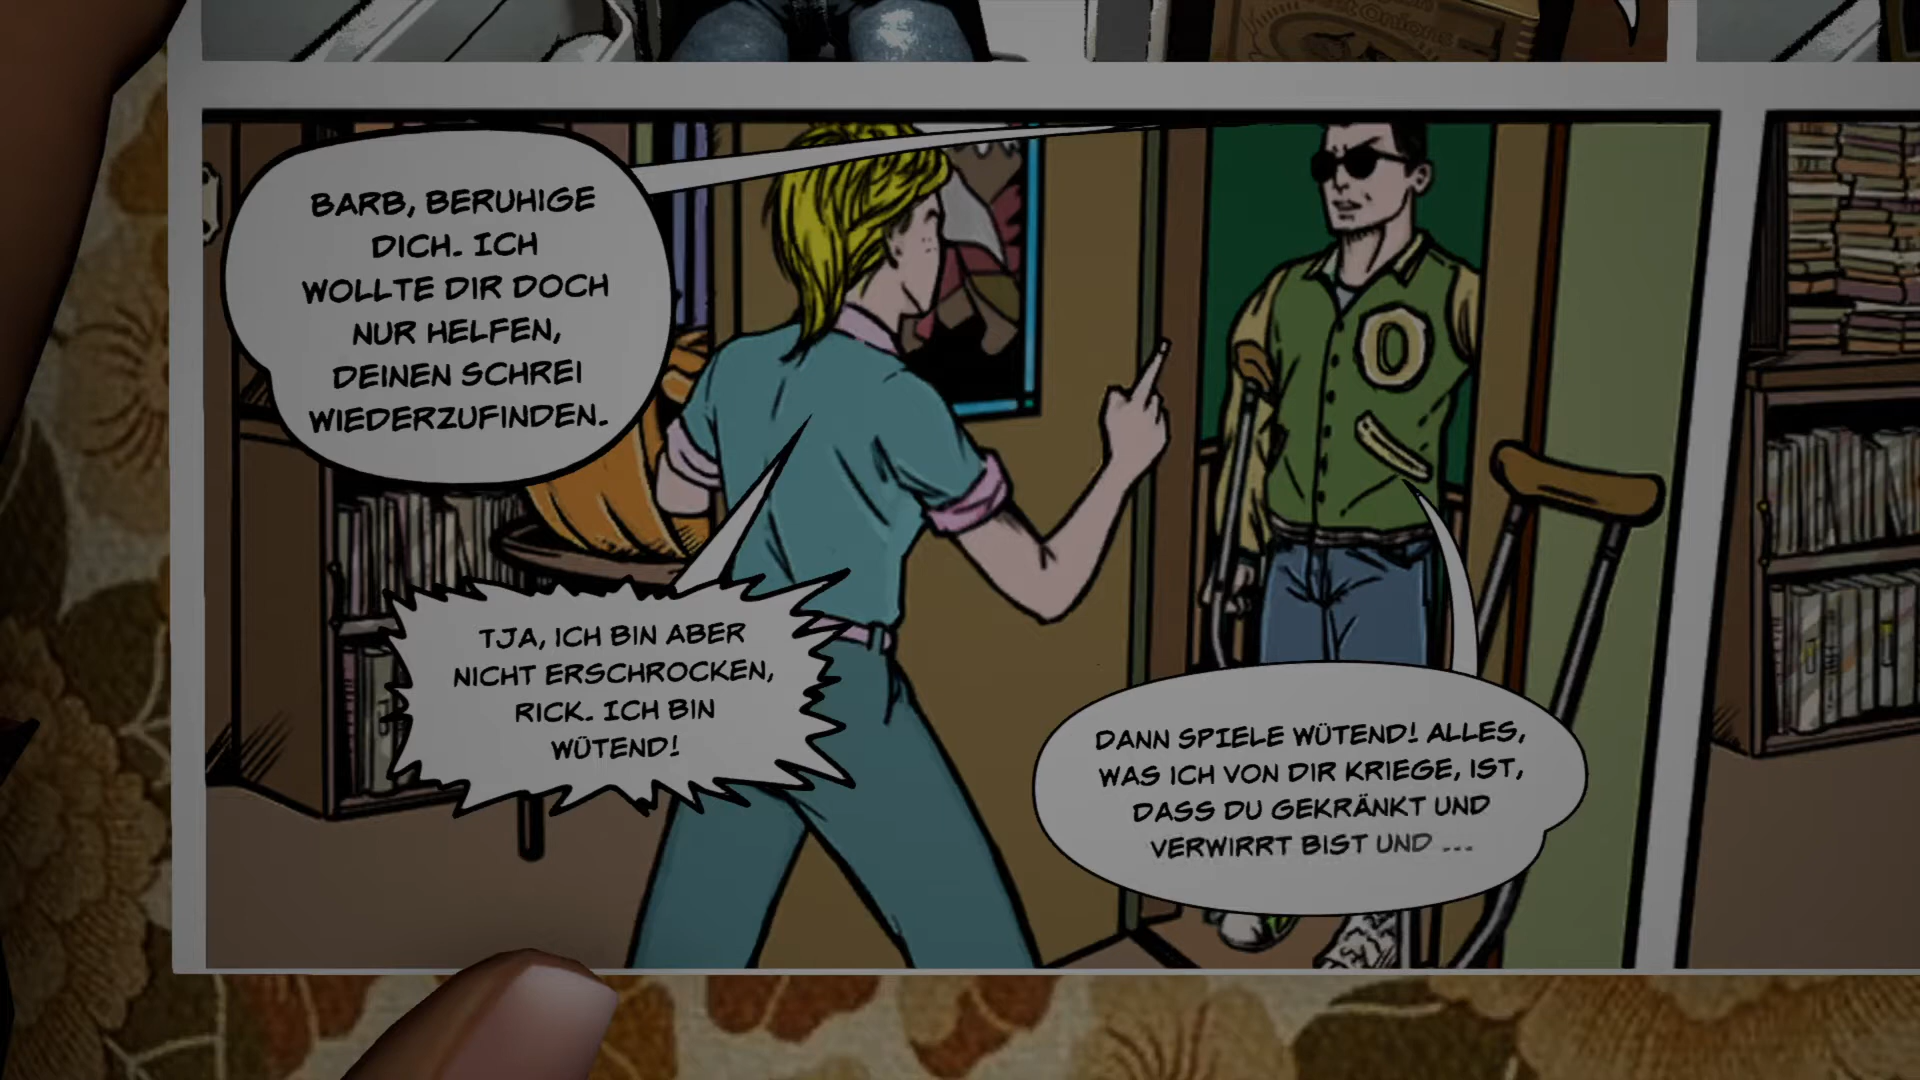 BARB, BERUHIGE
DICH. ICH
WOLLTE DIR DOCH
NUR HELFEN,
DEINEN SCHREI
WIEDERZUFINDEN.
TJA, ICH BIN ABER
NICHT ERSCHROCKEN,
RICK. ICH BIN
WÜTEND!
O
DANN SPIELE WÜTEND! ALLES,
WAS ICH VON DIR KRIEGE, IST,
DASS DU GEKRÄNKT UND
VERWIRRT BIST UND ...